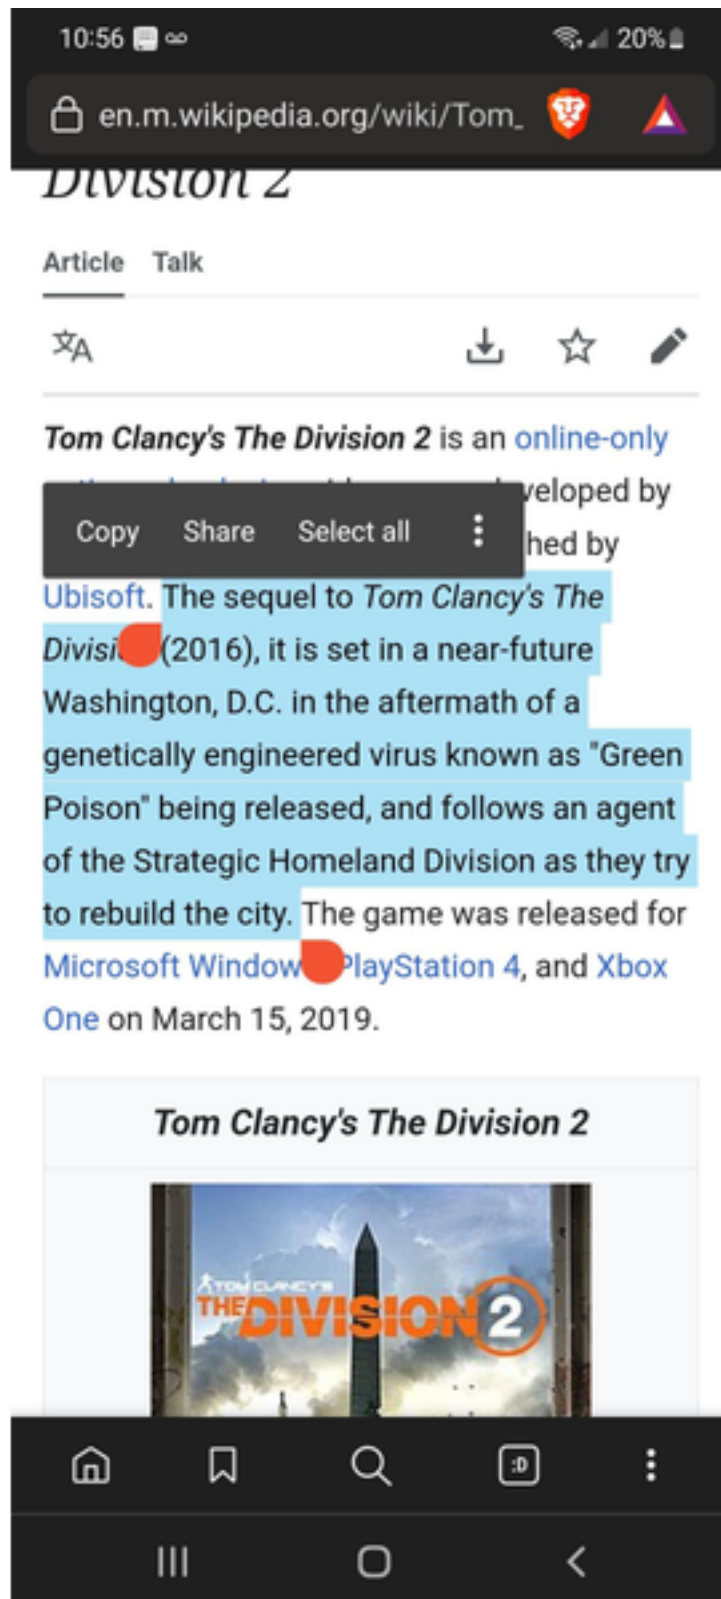 10:56
20%
en.m.wikipedia.org/wiki/Tom_
Division 2
Article Talk
Tom Clancy's The Division 2 is an online-only
veloped by
Copy Share Select all
hed by
Ubisoft. The sequel to Tom Clancy's The
Divisi (2016), it is set in a near-future
Washington, D.C. in the aftermath of a
genetically engineered virus known as "Green
Poison" being released, and follows an agent
of the Strategic Homeland Division as they try
to rebuild the city. The game was released for
Microsoft Window PlayStation 4, and Xbox
One on March 15, 2019.
Tom Clancy's The Division 2
TOM CLANCY'S
THE DIVISION 2
:D